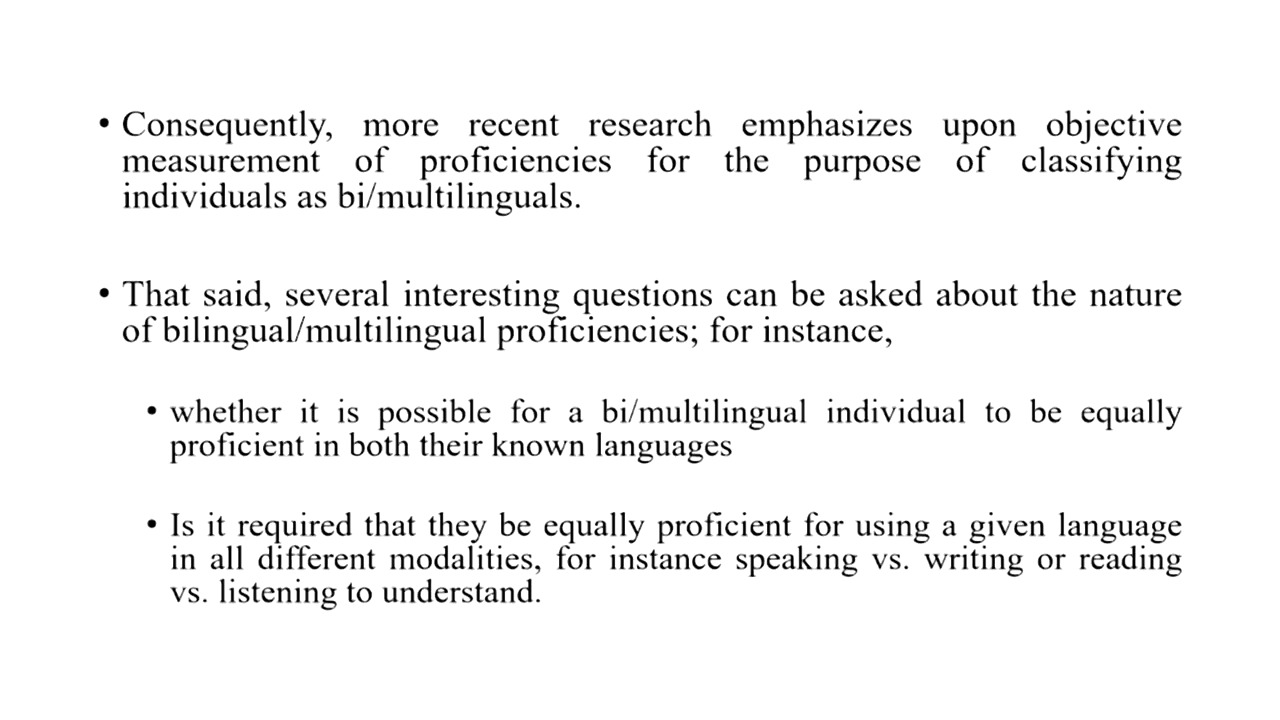 • Consequently, more recent research emphasizes upon objective
measurement of proficiencies for the purpose of classifying
individuals as bi/multilinguals.
• That said, several interesting questions can be asked about the nature
of bilingual/multilingual proficiencies; for instance,
• whether it is possible for a bi/multilingual individual to be equally
proficient in both their known languages
• Is it required that they be equally proficient for using a given language
in all different modalities, for instance speaking vs. writing or reading
vs. listening to understand.